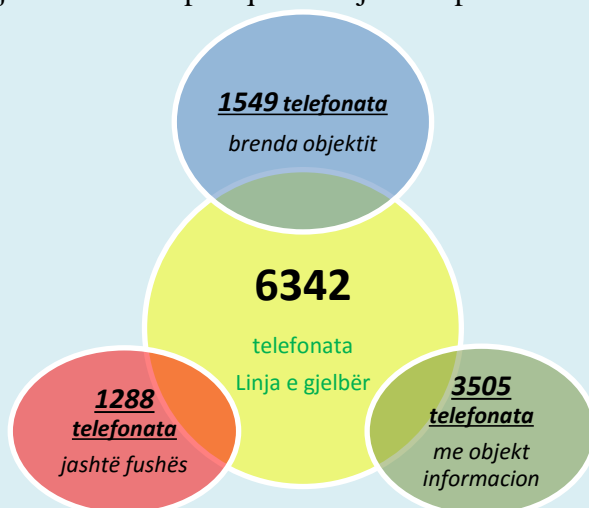 1549 telefonata
brenda objektit
6342
telefonata
Linja e gjelbër
1288
telefonata
jashtë fushës
3505
telefonata
me objekt
informacion